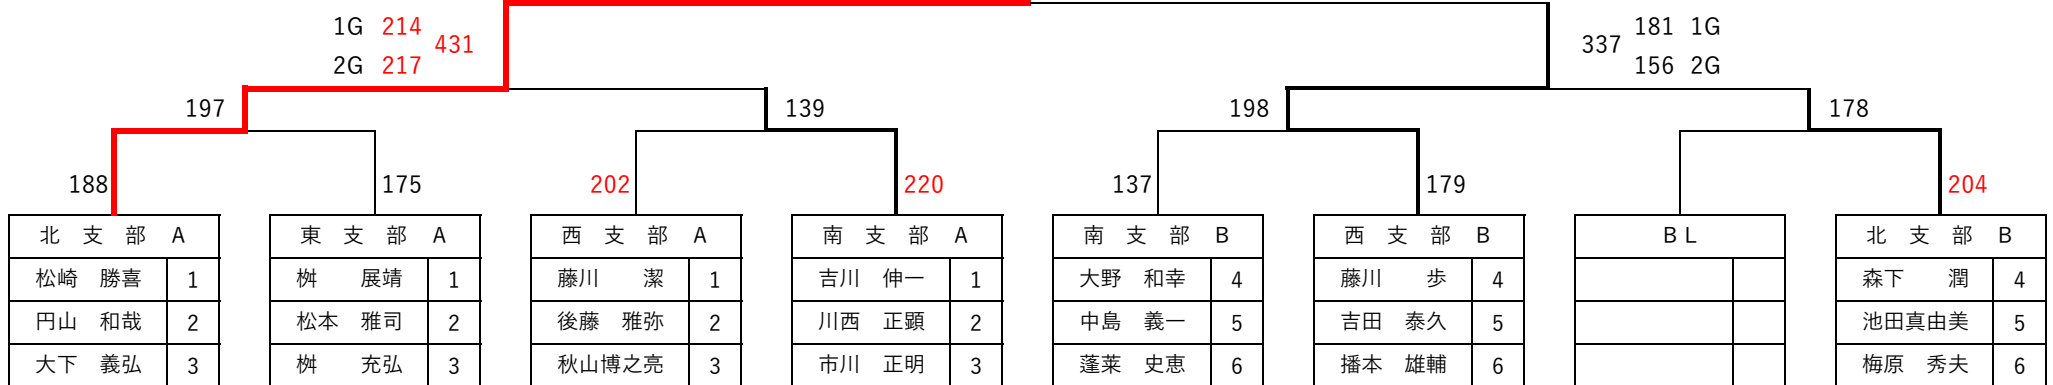 1G 214 431 337 181 1G
2G 217 156 2G
197 139 198 178
188 175 202 220 137 179 204
北 支 部 A 東 支 部 A 西 支 部 A 南 支 部 A 南 支 部 B 西 支 部 B B L 北 支 部 B
松崎 勝喜 1 桝 展靖 1 藤川 潔 1 吉川 伸一 1 大野 和幸 4 藤川 歩 4 森下 潤 4
円山 和哉 2 松本 雅司 2 後藤 雅弥 2 川西 正顕 2 中島 義一 5 吉田 泰久 5 池田真由美 5
大下 義弘 3 桝 充弘 3 秋山博之亮 3 市川 正明 3 蓬莱 史恵 6 播本 雄輔 6 梅原 秀夫 6